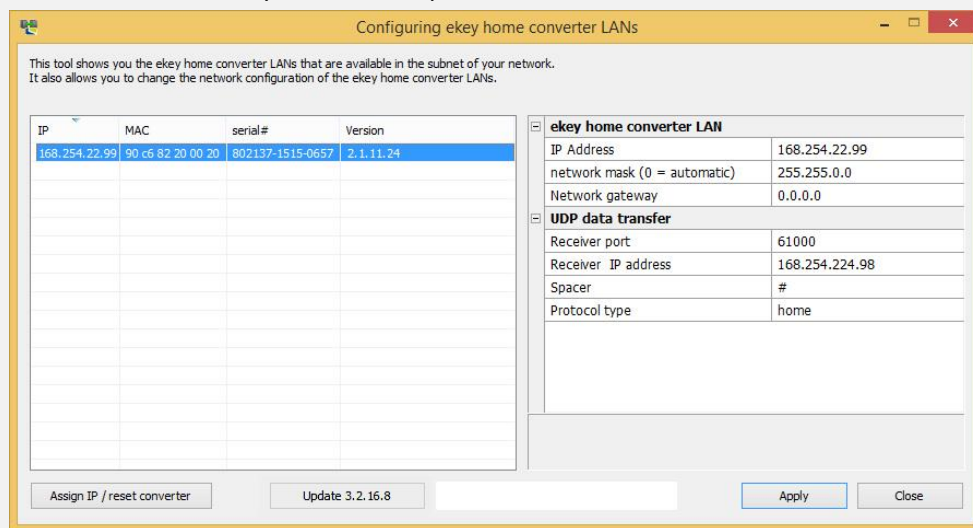 Configuring ekey home converter LANs
This tool shows you the ekey home converter LANs that are available in the subnet of your network.
It also allows you to change the network configuration of the ekey home converter LANs.
IP MAC serial# Version
168.254.22.99 90 c6 82 20 00 20 802137-1515-0657 2.1.11.24
ekey home converter LAN
IP Address 168.254.22.99
network mask (0 = automatic) 255.255.0.0
Network gateway 0.0.0.0
UDP data transfer
Receiver port 61000
Receiver IP address 168.254.224.98
Spacer #
Protocol type home
Assign IP / reset converter Update 3.2.16.8 Apply Close